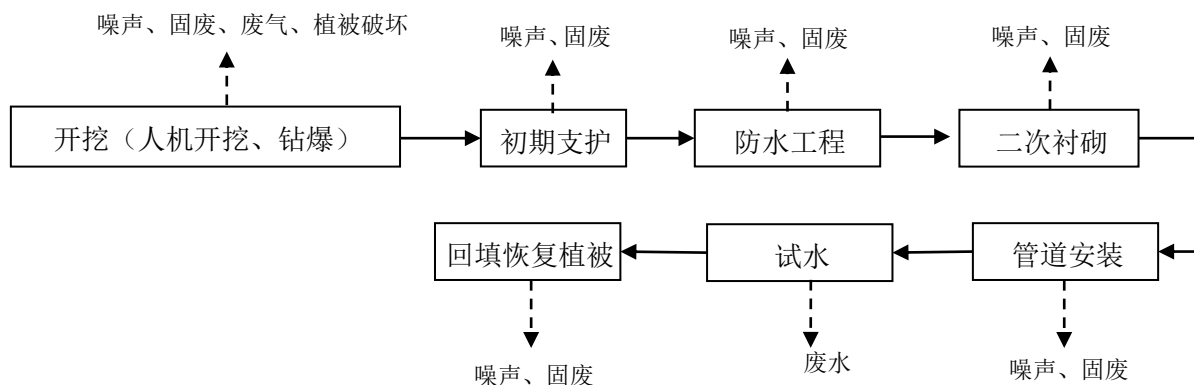 噪声、固废、废气、植被破坏
噪声、固废
噪声、固废
噪声、固废
开挖（人机开挖、钻爆）
初期支护
防水工程
二次衬砌
回填恢复植被
试水
管道安装
噪声、固废
废水
噪声、固废